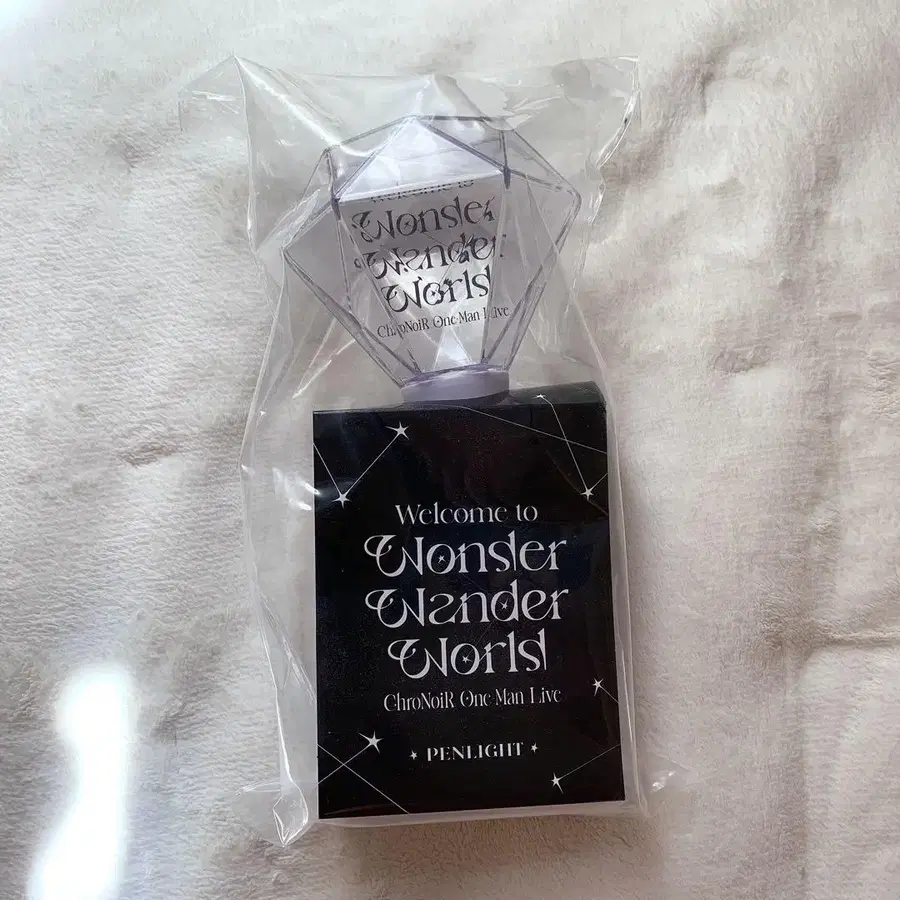 Welcome to
Wonder
Wander
World
ChroNoiR One-Man Live
Welcome to
Wonder
Wander
World
ChroNoiR One-Man Live
PENLIGHT